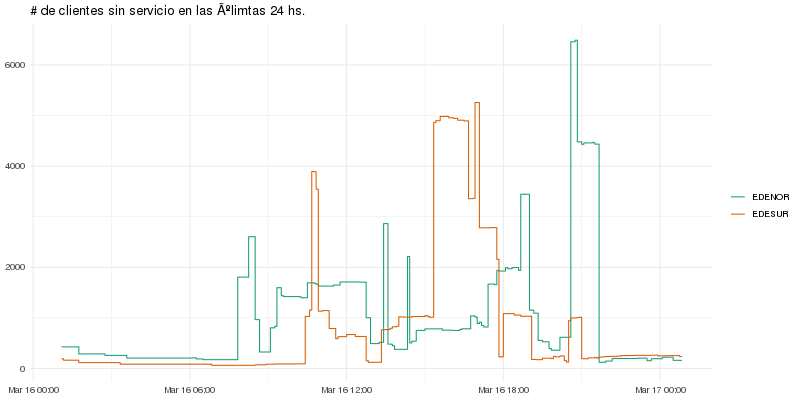 # de clientes sin servicio en las Ãºlimtas 24 hs.
6000
4000
2000
0
Mar 16 00:00 Mar 16 06:00 Mar 16 12:00 Mar 16 18:00 Mar 17 00:00
EDENOR
EDESUR